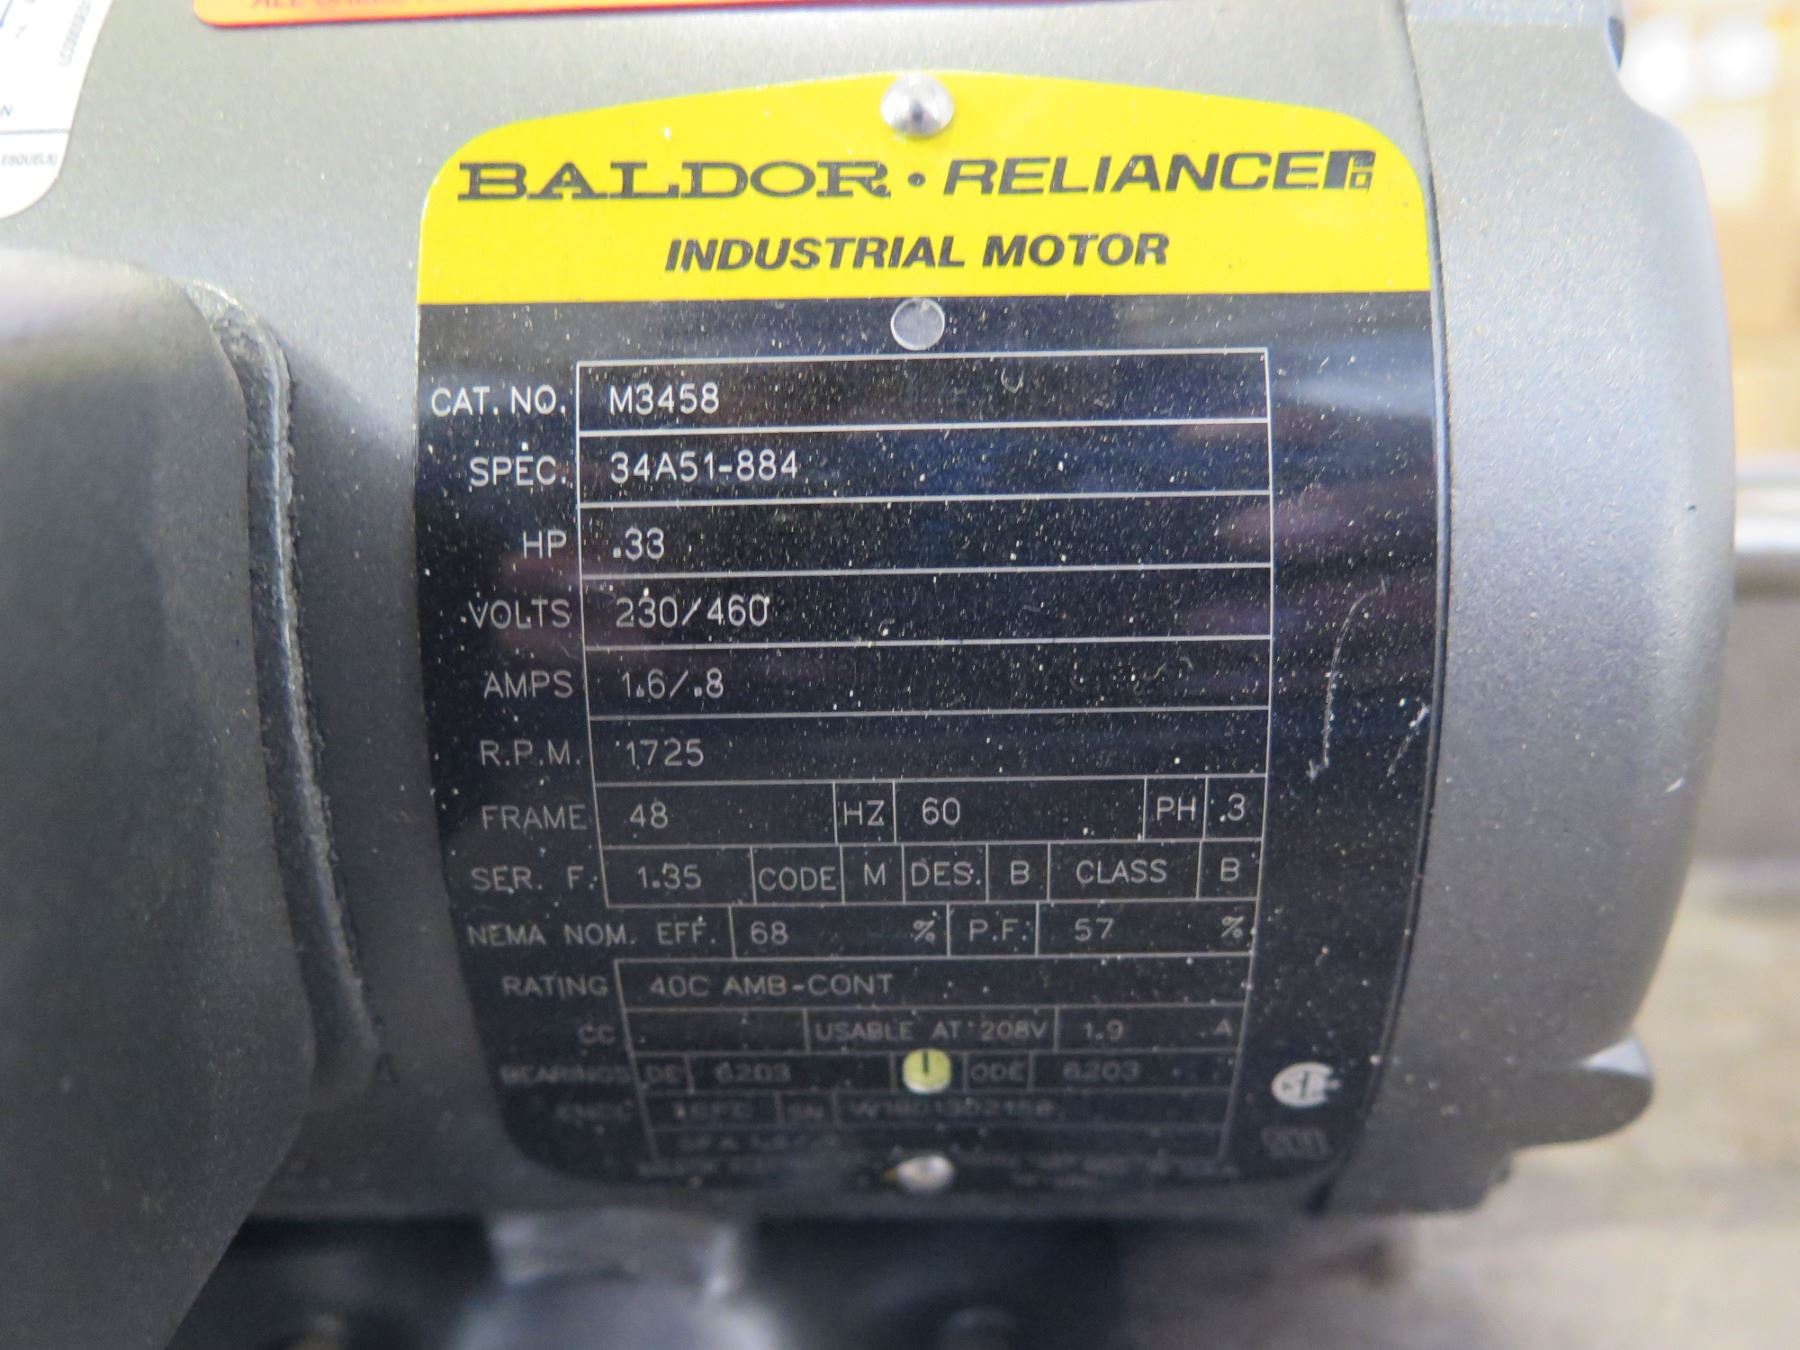 N
BALDOR · RELIANCE
INDUSTRIAL MOTOR
CAT. NO. M3458
SPEC. 34A51-884
HP .33
VOLTS 230/460
AMPS 1.6/.8
R.P.M. 1725
FRAME 48 HZ 60 PH 3
SER. F. 1.35 CODE M DES. B CLASS B
NEMA NOM. EFF. 68 % P.F. 57 %
RATING 40C AMB-CONT
CC USABLE AT 208V 1.9 A
BEARINGS DE 6203 ODE 6203
SN